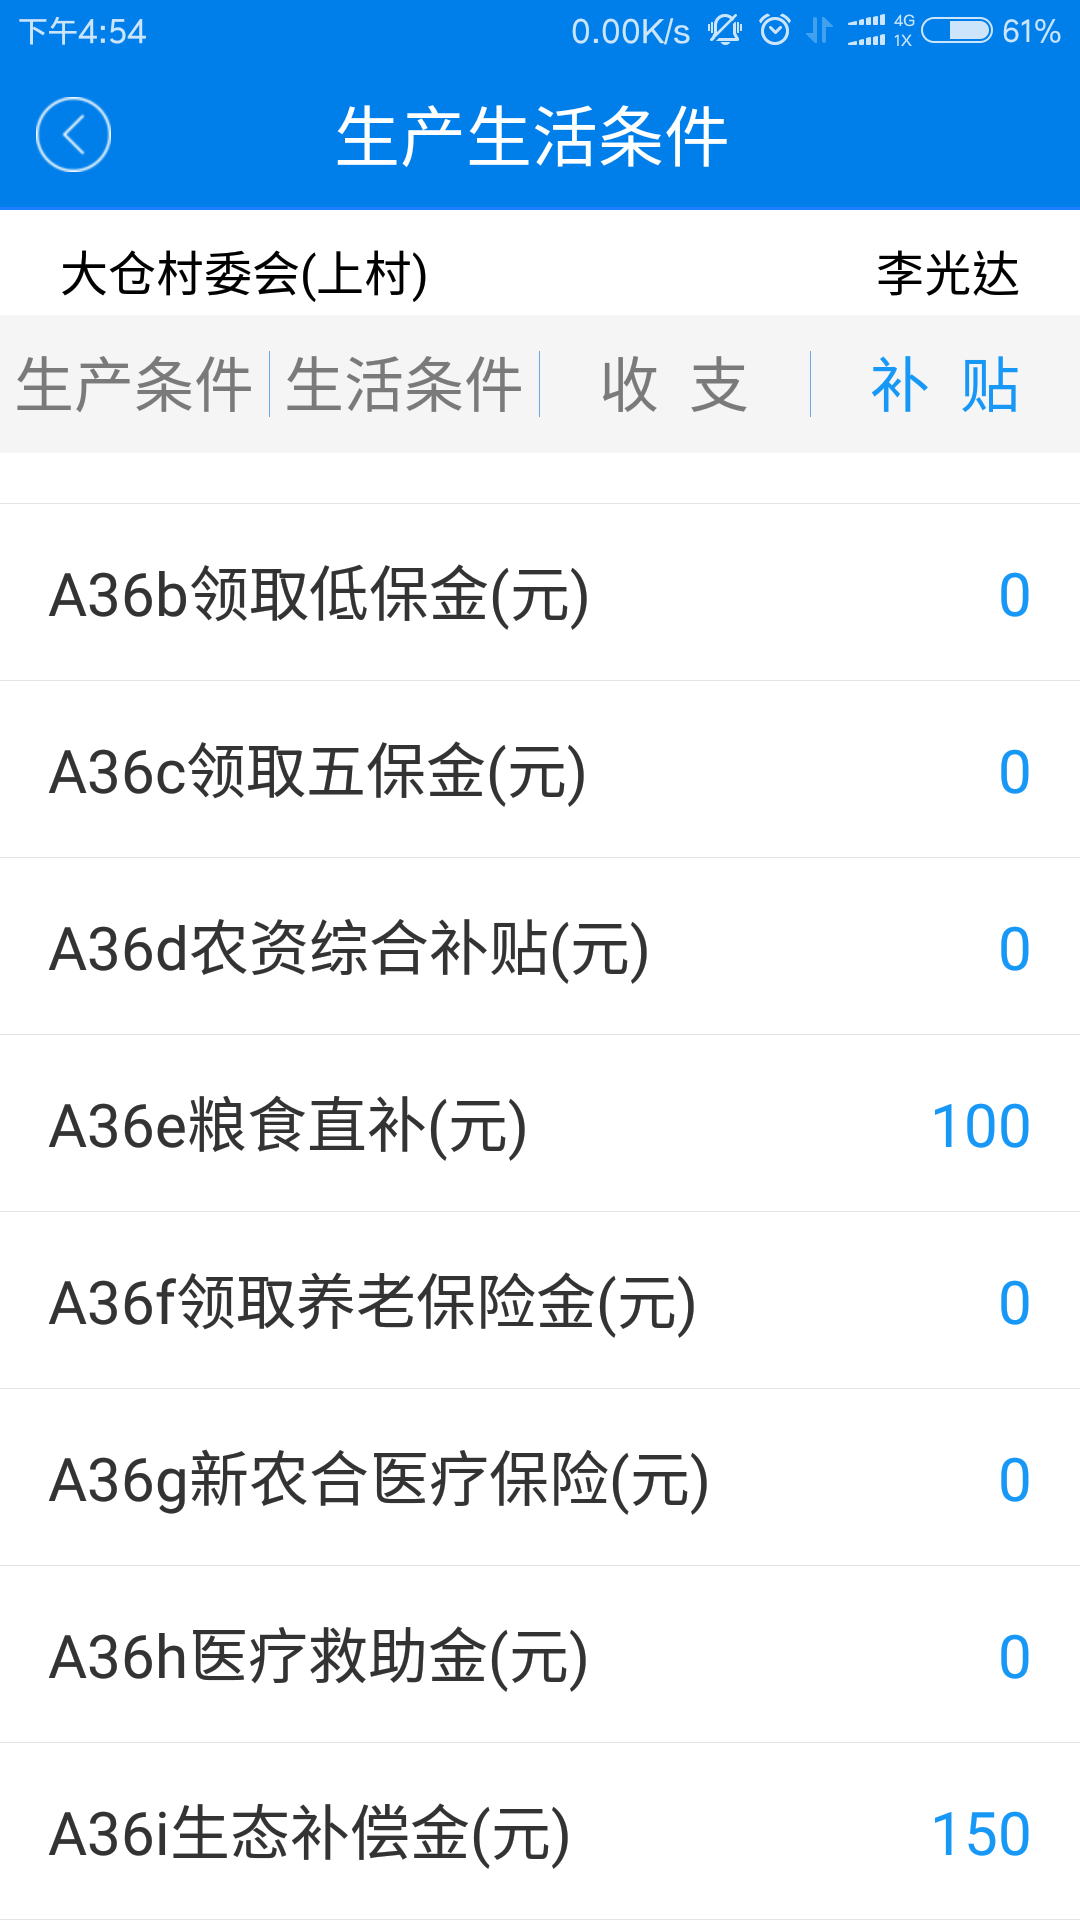 下午4:54 0.00K/s 4G 1X 61%
生产生活条件
大仓村委会(上村) 李光达
生产条件 生活条件 收 支 补 贴
A36b领取低保金(元) 0
A36c领取五保金(元) 0
A36d农资综合补贴(元) 0
A36e粮食直补(元) 100
A36f领取养老保险金(元) 0
A36g新农合医疗保险(元) 0
A36h医疗救助金(元) 0
A36i生态补偿金(元) 150